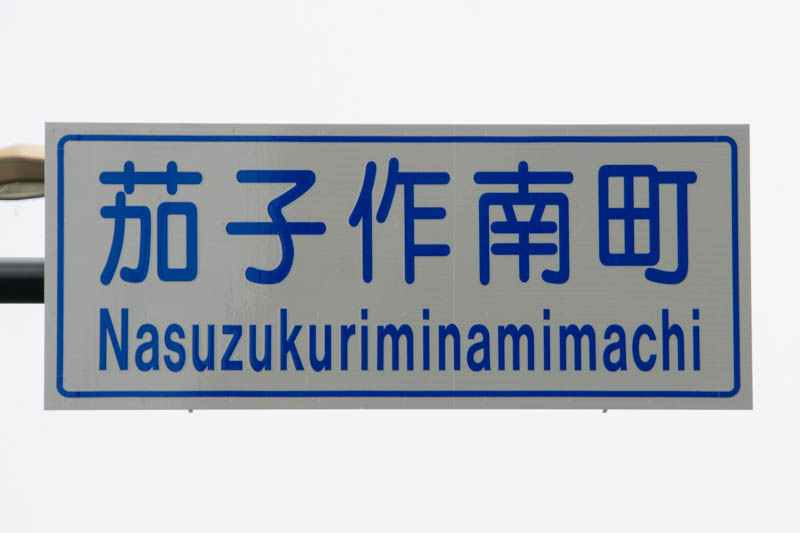 茄子作南町
Nasuzukuriminamimachi